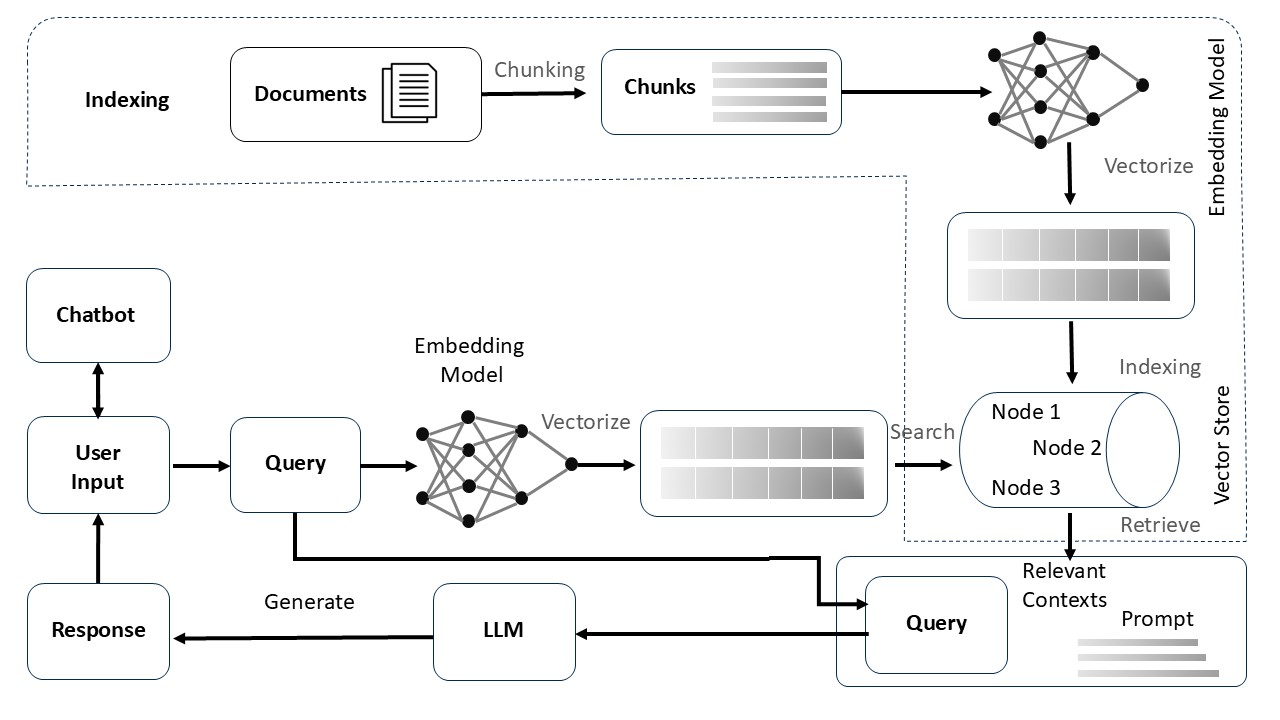 Indexing
Documents
Chunking
Chunks
Embedding Model
Vectorize
Chatbot
Embedding
Model
Indexing
User
Input
Query
Vectorize
Search
Node 1
Node 2
Node 3
Vector Store
Retrieve
Response
Generate
LLM
Query
Relevant
Contexts
Prompt